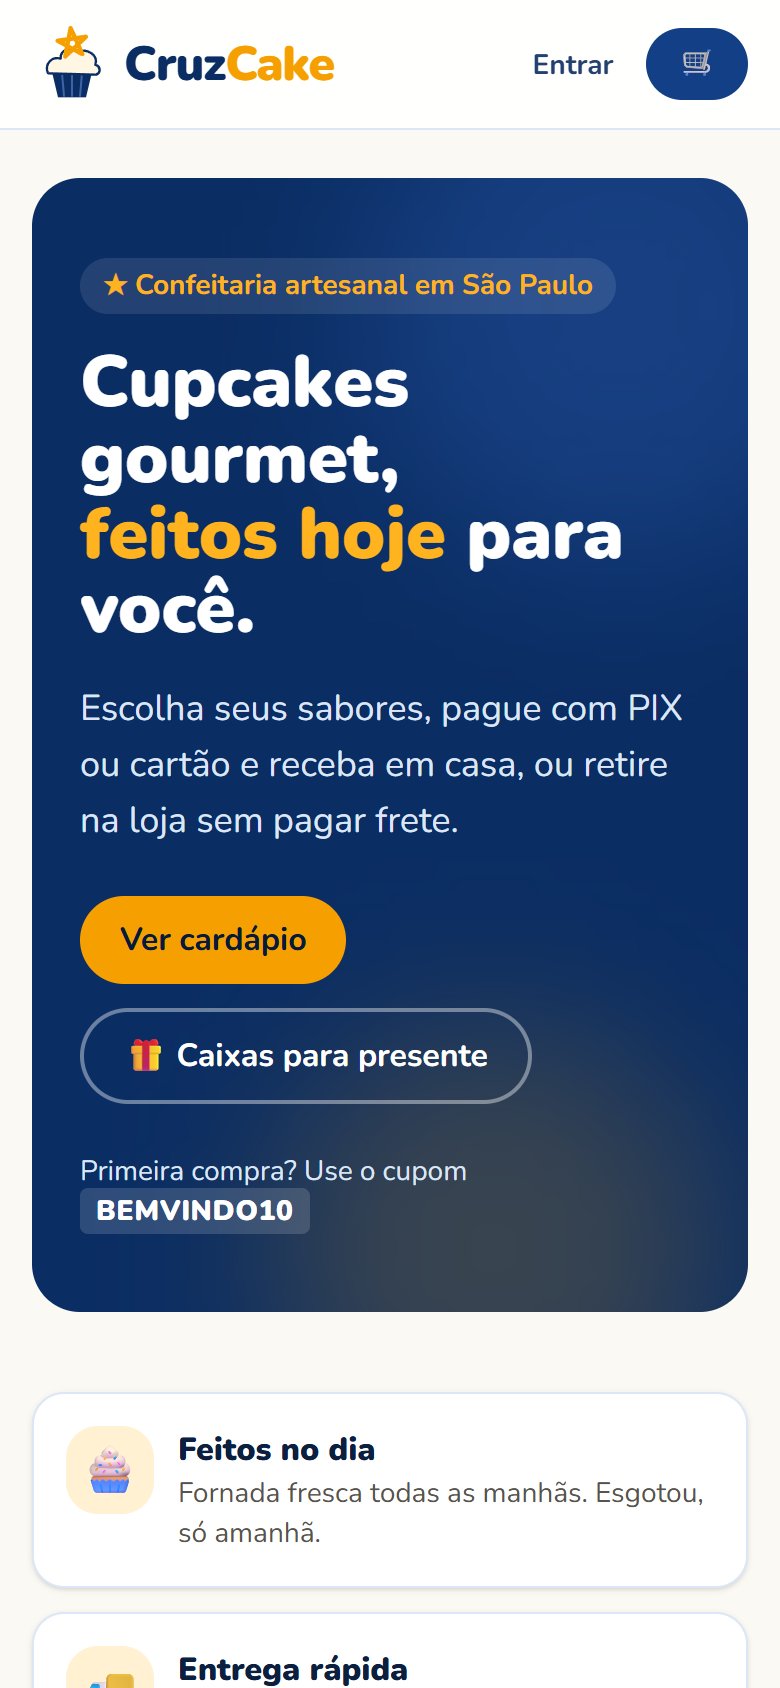 CruzCake
Entrar
★ Confeitaria artesanal em São Paulo
Cupcakes
gourmet,
feitos hoje para
você.
Escolha seus sabores, pague com PIX
ou cartão e receba em casa, ou retire
na loja sem pagar frete.
Ver cardápio
Caixas para presente
Primeira compra? Use o cupom
BEMVINDO10
Feitos no dia
Fornada fresca todas as manhãs. Esgotou,
só amanhã.
Entrega rápida